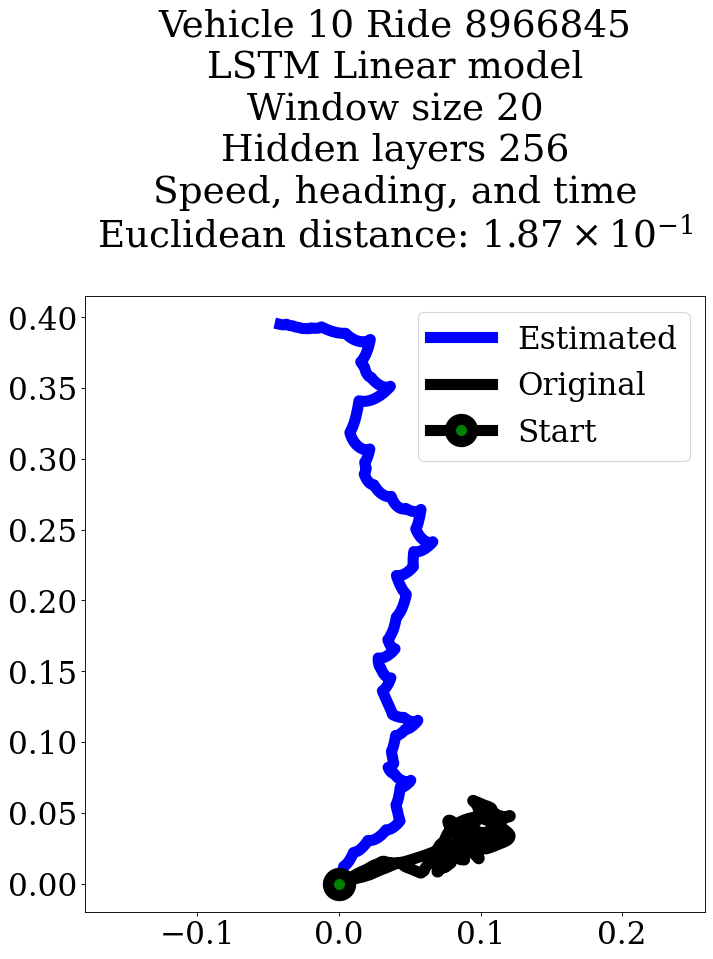 Vehicle 10 Ride 8966845
LSTM Linear model
Window size 20
Hidden layers 256
Speed, heading, and time
Euclidean distance: 1.87 × 10⁻¹
0.40
0.35
0.30
0.25
0.20
0.15
0.10
0.05
0.00
Estimated
Original
Start
−0.1
0.0
0.1
0.2